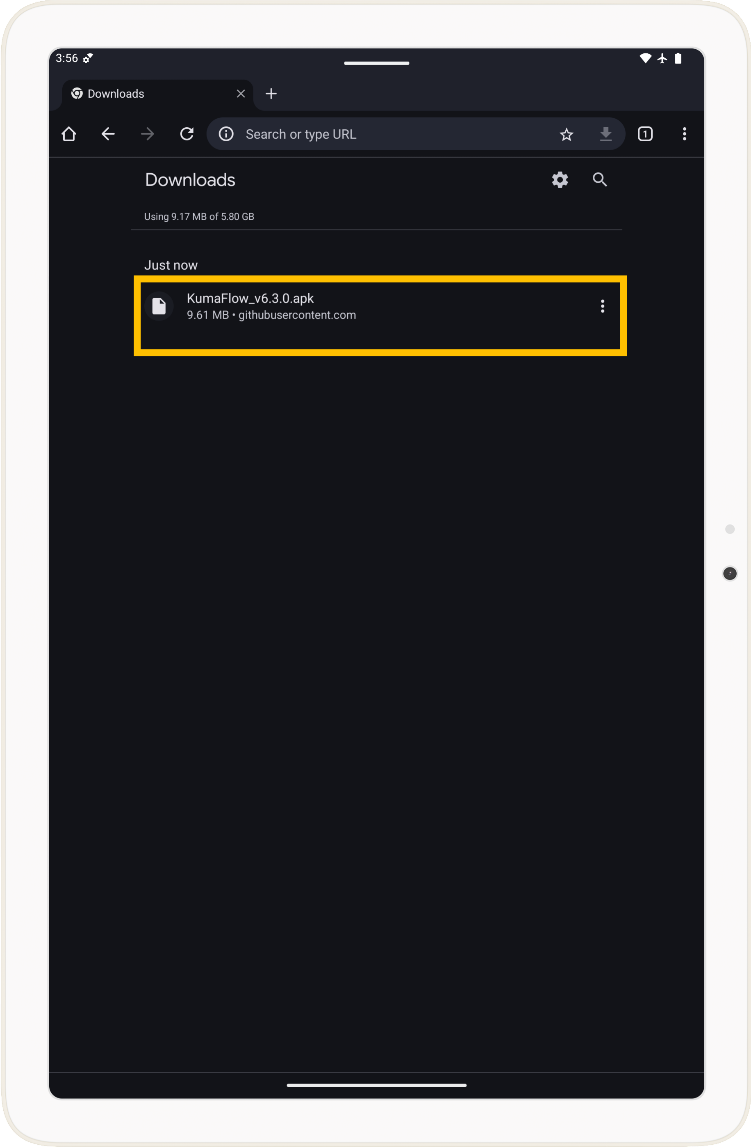 3:56
Downloads
Search or type URL
1
Downloads
Using 9.17 MB of 5.80 GB
Just now
KumaFlow_v6.3.0.apk
9.61 MB • githubusercontent.com